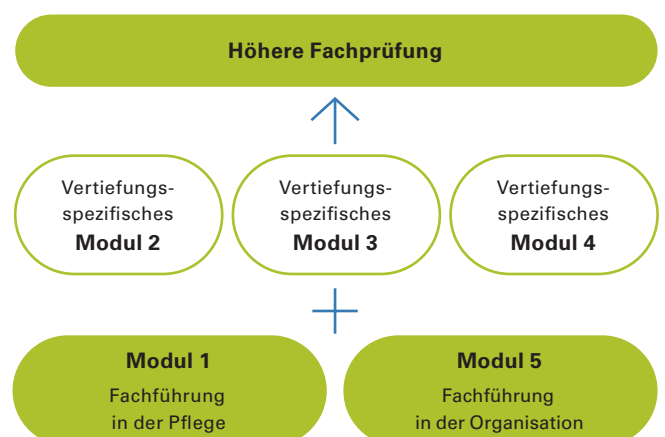 Höhere Fachprüfung
Vertiefungs-
spezifisches
Modul 2
Vertiefungs-
spezifisches
Modul 3
Vertiefungs-
spezifisches
Modul 4
Modul 1
Fachführung
in der Pflege
Modul 5
Fachführung
in der Organisation